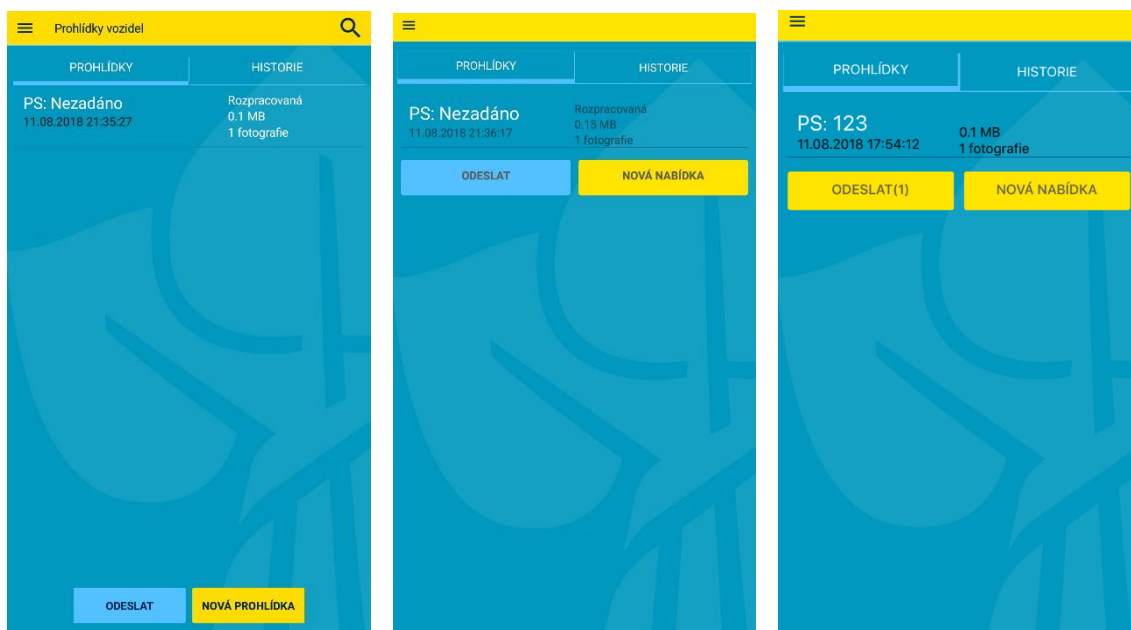 Prohlídky vozidel
PROHLÍDKY HISTORIE
PS: Nezadáno
11.08.2018 21:35:27
Rozpracovaná
0.1 MB
1 fotografie
ODESLAT NOVÁ PROHLÍDKA
PROHLÍDKY HISTORIE
PS: Nezadáno
11.08.2018 21:36:17
Rozpracovaná
0.15 MB
1 fotografie
ODESLAT NOVÁ NABÍDKA
PROHLÍDKY HISTORIE
PS: 123
11.08.2018 17:54:12
0.1 MB
1 fotografie
ODESLAT(1) NOVÁ NABÍDKA